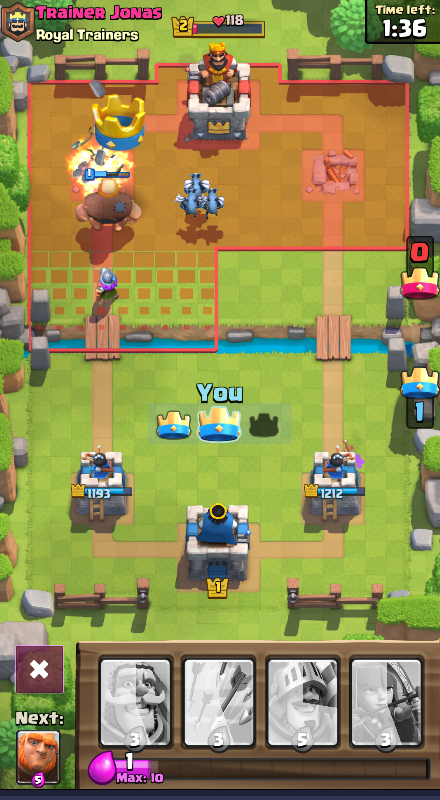 Trainer Jonas
Royal Trainers
2
118
Time left:
1:36
0
You
1
1193
1212
1
3
3
5
3
Next:
5
1
Max: 10